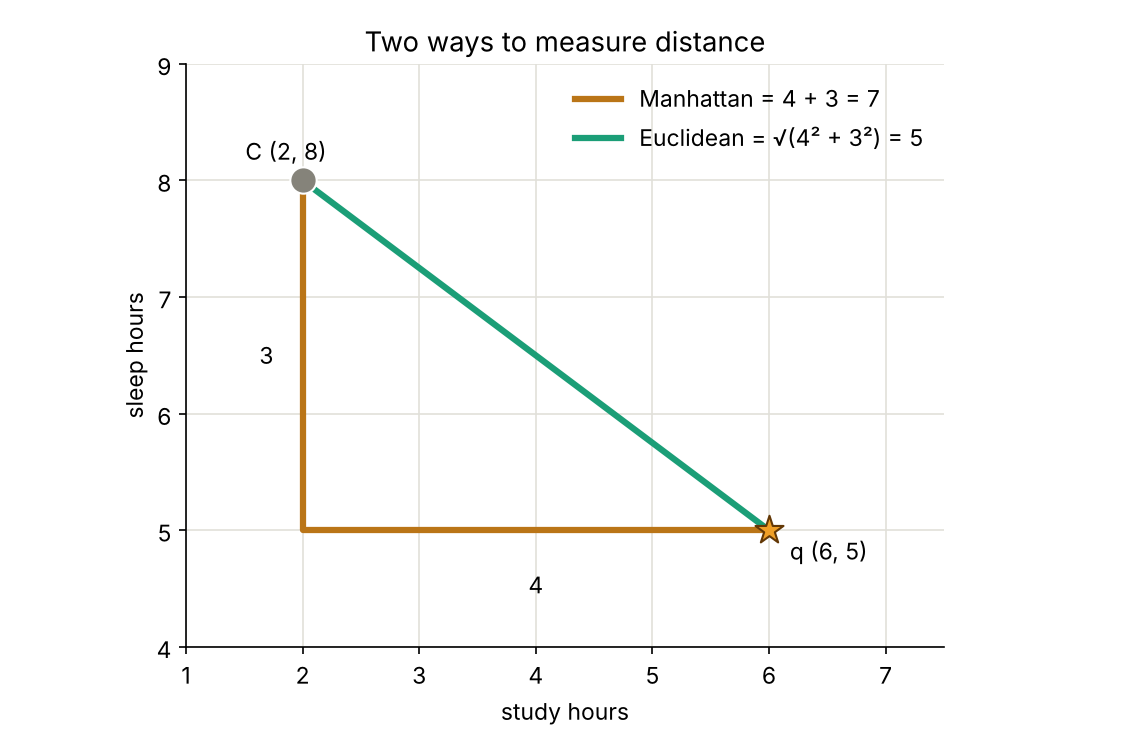 Two ways to measure distance
Manhattan = 4 + 3 = 7
Euclidean = √(4² + 3²) = 5
C (2, 8)
q (6, 5)
3
4
sleep hours
9
8
7
6
5
4
1 2 3 4 5 6 7
study hours